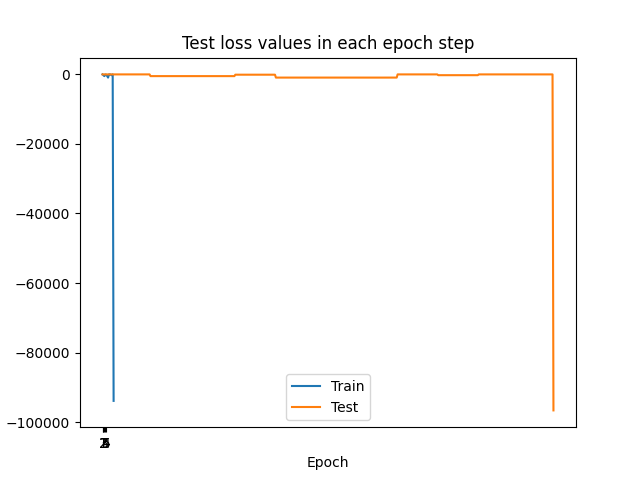 Test loss values in each epoch step
0
−20000
−40000
−60000
−80000
−100000
Train
Test
Epoch